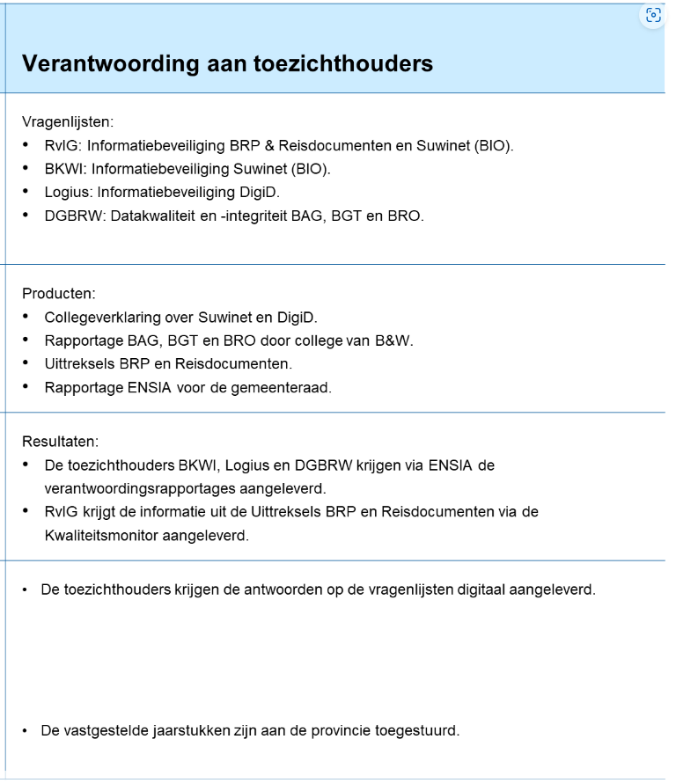 Verantwoording aan toezichthouders
Vragenlijsten:
• RvIG: Informatiebeveiliging BRP & Reisdocumenten en Suwinet (BIO).
• BKWI: Informatiebeveiliging Suwinet (BIO).
• Logius: Informatiebeveiliging DigiD.
• DGBRW: Datakwaliteit en -integriteit BAG, BGT en BRO.
Producten:
• Collegeverklaring over Suwinet en DigiD.
• Rapportage BAG, BGT en BRO door college van B&W.
• Uittreksels BRP en Reisdocumenten.
• Rapportage ENSIA voor de gemeenteraad.
Resultaten:
• De toezichthouders BKWI, Logius en DGBRW krijgen via ENSIA de
verantwoordingsrapportages aangeleverd.
• RvIG krijgt de informatie uit de Uittreksels BRP en Reisdocumenten via de
Kwaliteitsmonitor aangeleverd.
• De toezichthouders krijgen de antwoorden op de vragenlijsten digitaal aangeleverd.
• De vastgestelde jaarstukken zijn aan de provincie toegestuurd.